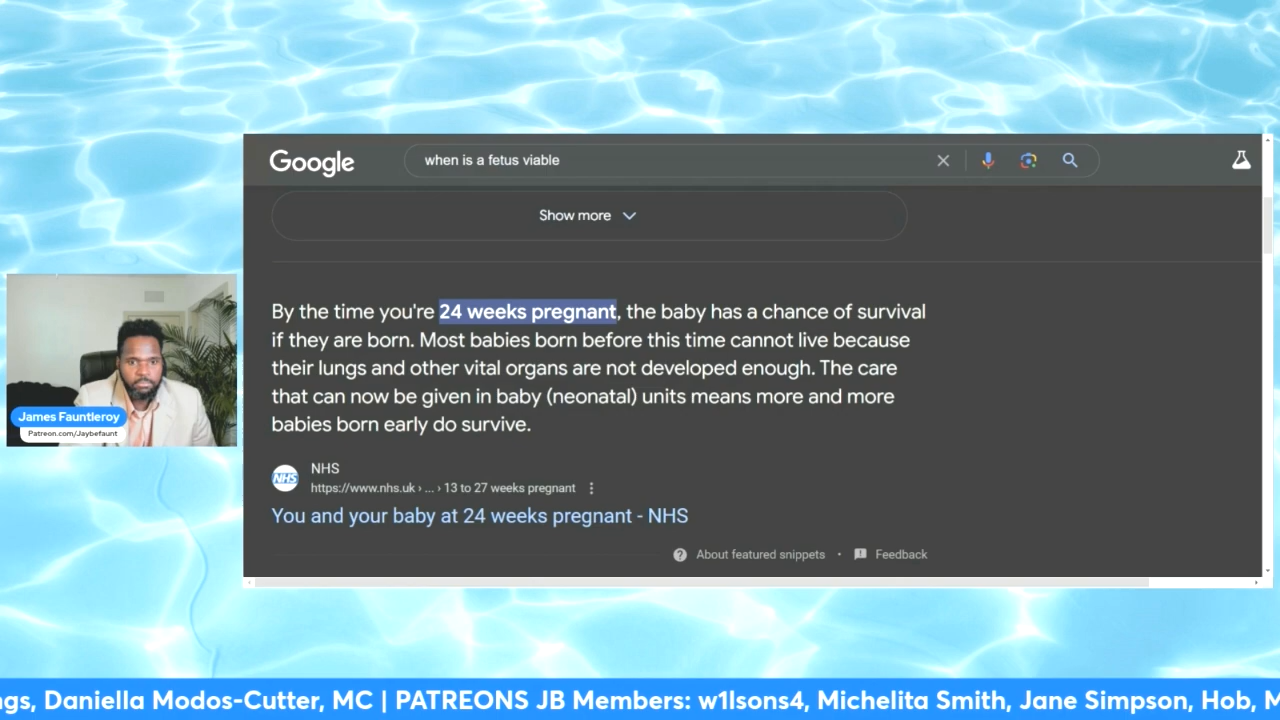 Google
when is a fetus viable
Show more
By the time you're 24 weeks pregnant, the baby has a chance of survival
if they are born. Most babies born before this time cannot live because
their lungs and other vital organs are not developed enough. The care
that can now be given in baby (neonatal) units means more and more
babies born early do survive.
NHS
NHS
https://www.nhs.uk › ... › 13 to 27 weeks pregnant
You and your baby at 24 weeks pregnant - NHS
About featured snippets • Feedback
James Fauntleroy
Patreon.com/Jaybefaunt
gs, Daniella Modos-Cutter, MC | PATREONS JB Members: w1lsons4, Michelita Smith, Jane Simpson, Hob, M